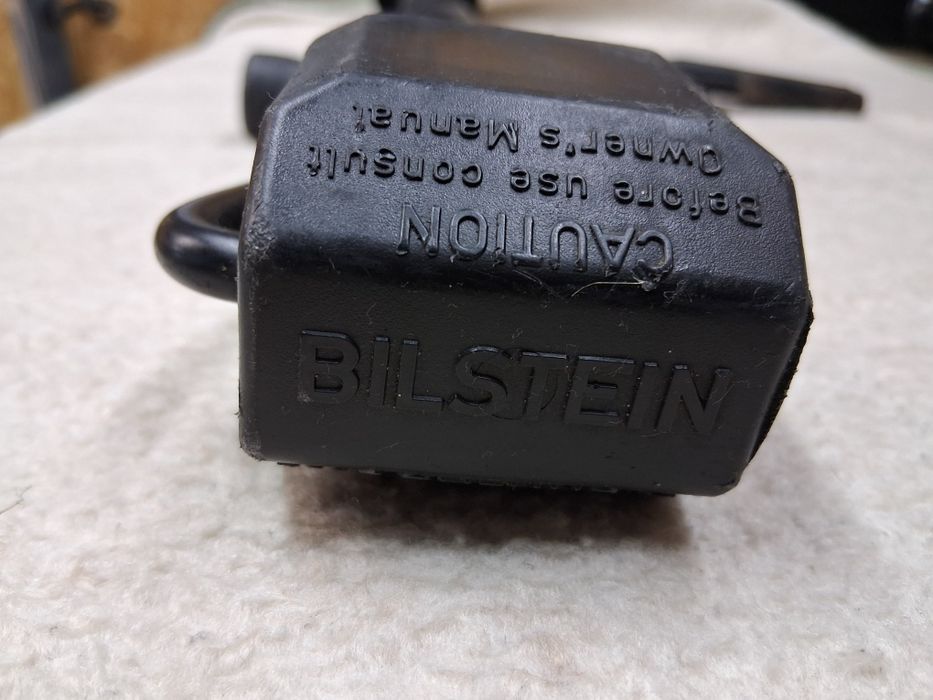 CAUTION
Before use consult
Owner's Manual
BILSTEIN